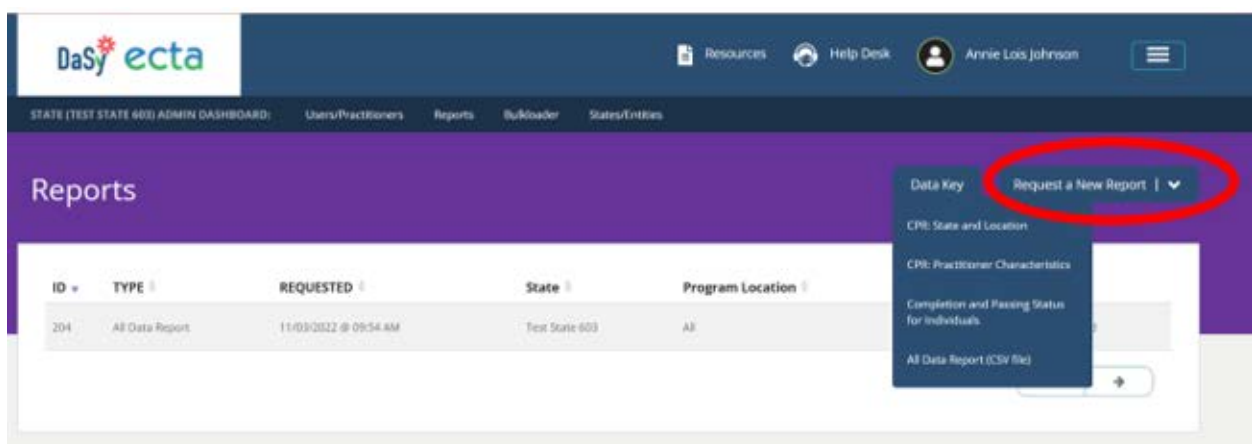 DaSy ecta
Resources Help Desk Annie Lois Johnson
STATE (TEST STATE 603) ADMIN DASHBOARD: Users/Practitioners Reports Bulkloader States/Entities
Reports
Data Key Request a New Report |
CPR: State and Location
CPR: Practitioner Characteristics
Completion and Passing Status
for Individuals
All Data Report (CSV file)
ID TYPE REQUESTED State Program Location
204 All Data Report 11/03/2022 @ 09:54 AM Test State 603 All